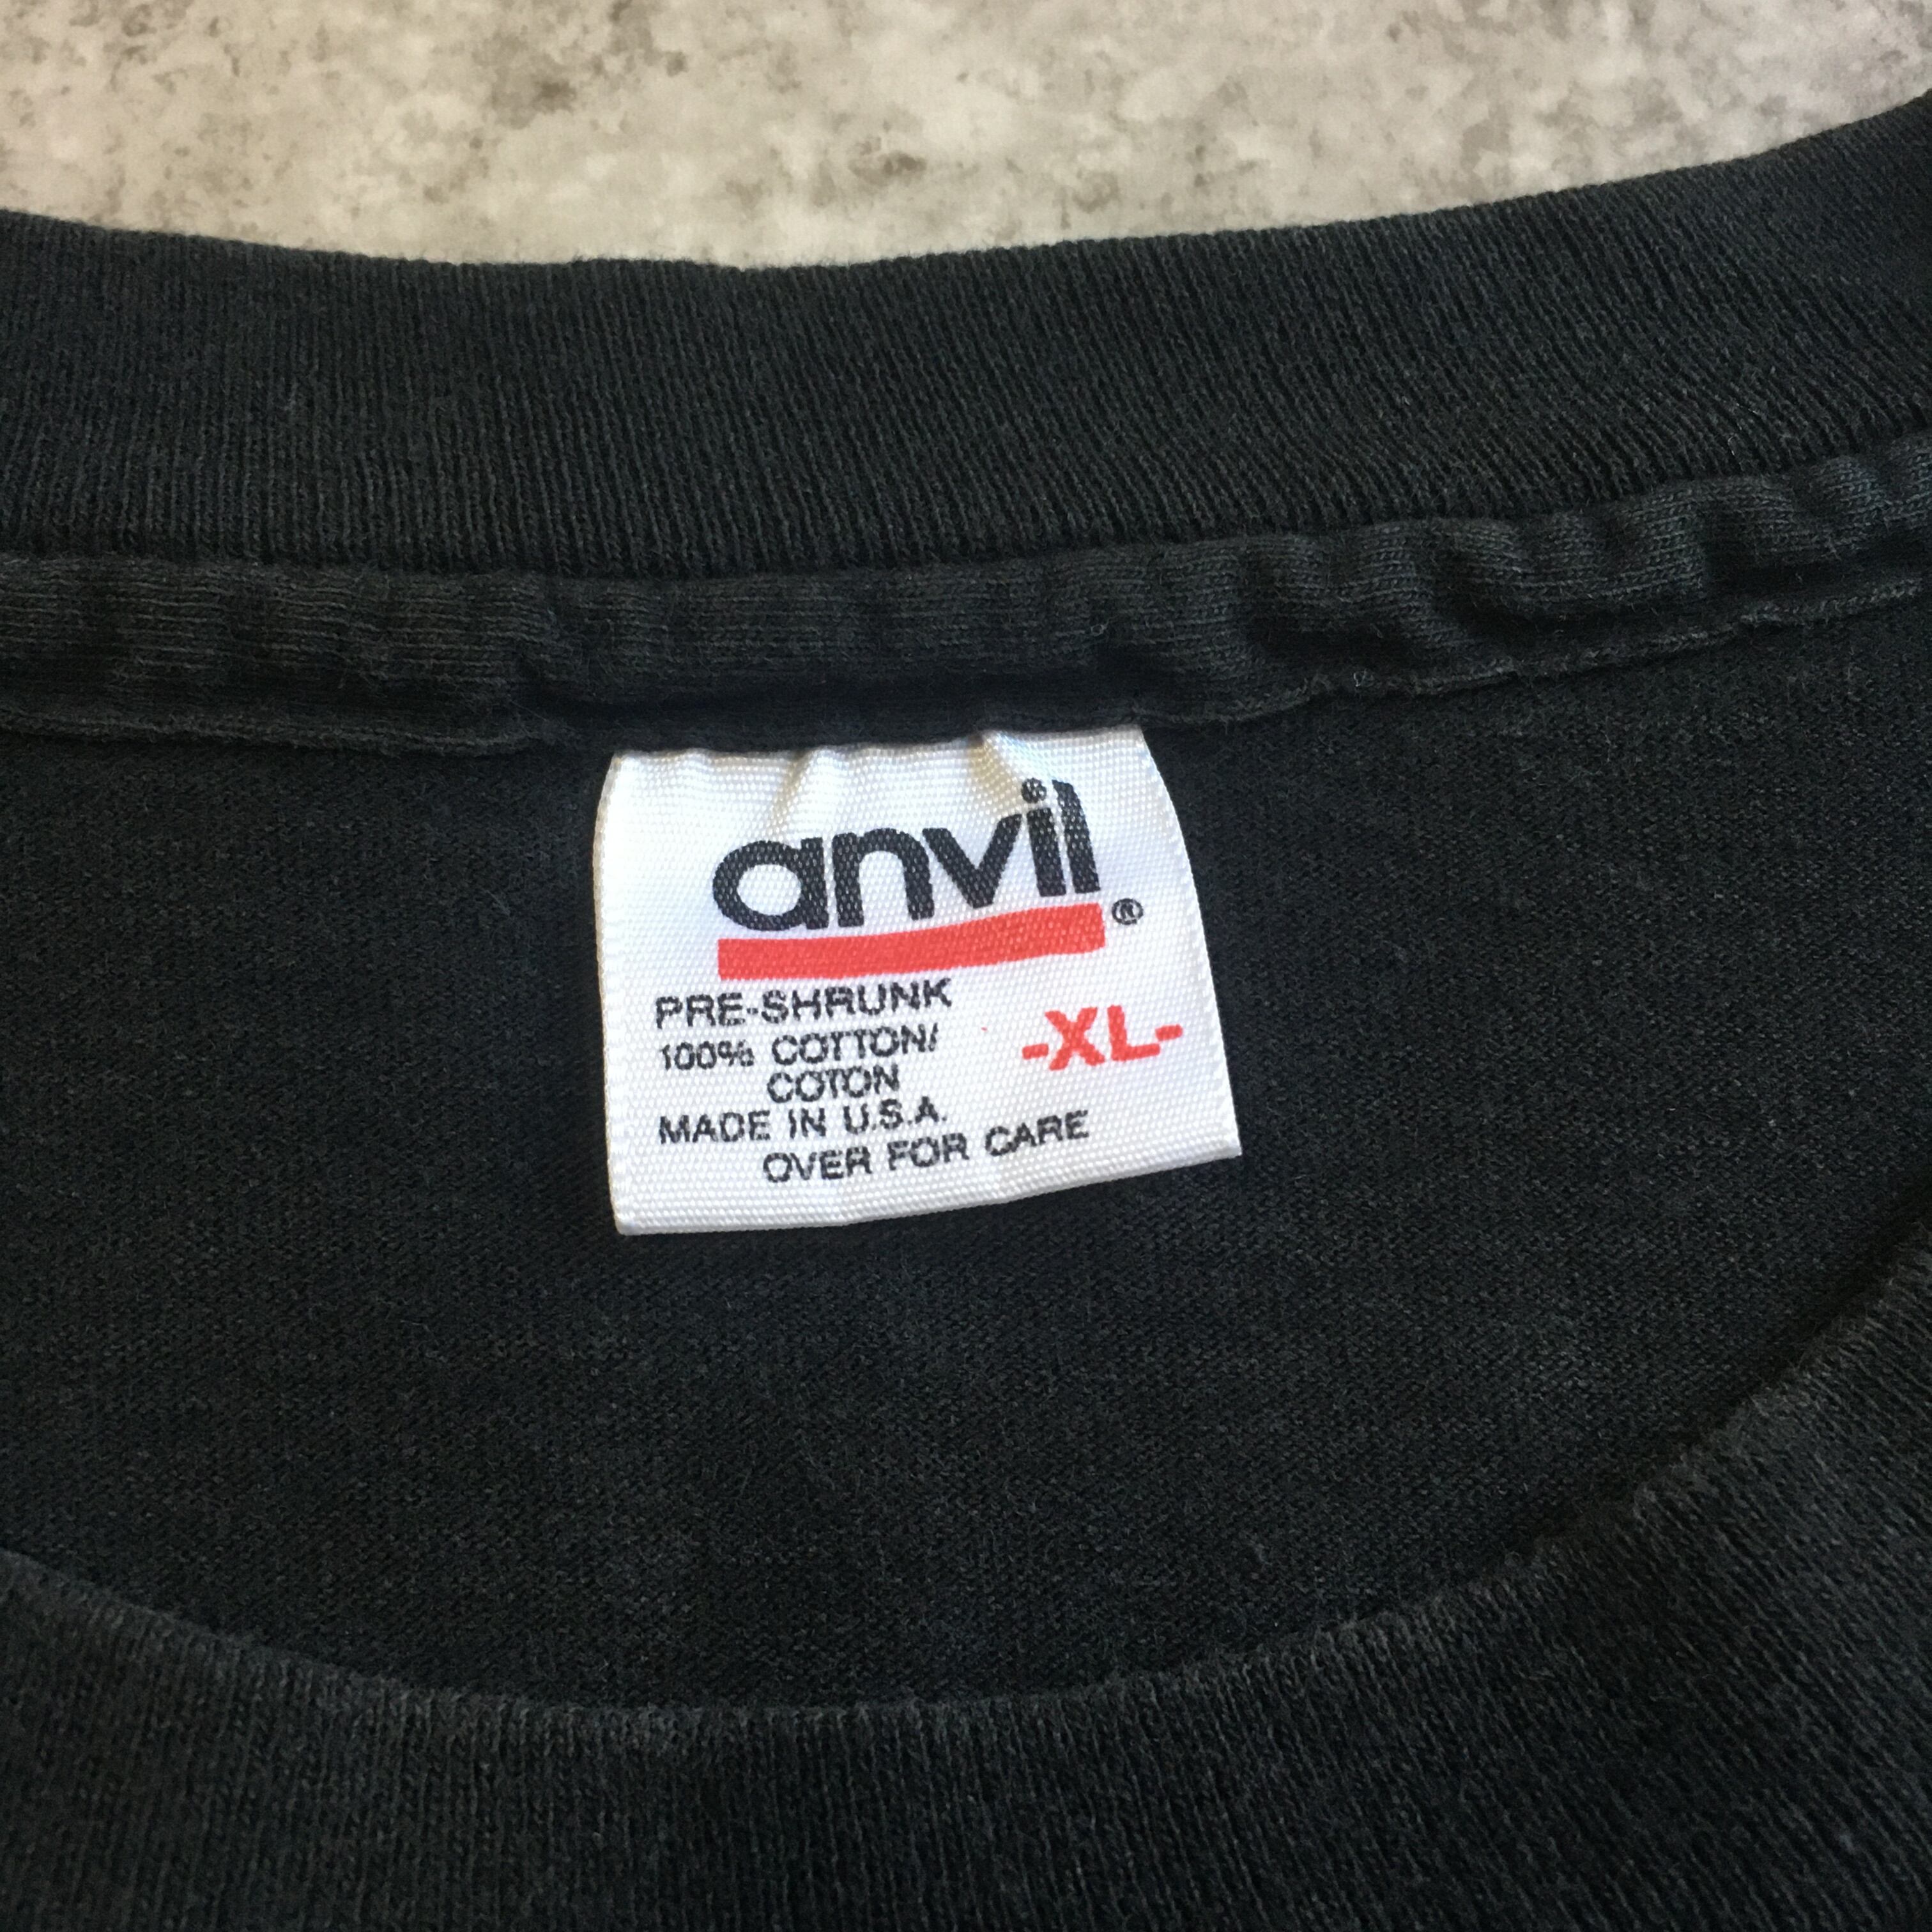 anvil®
PRE-SHRUNK
100% COTTON/
COTON
-XL-
MADE IN U.S.A.
OVER FOR CARE